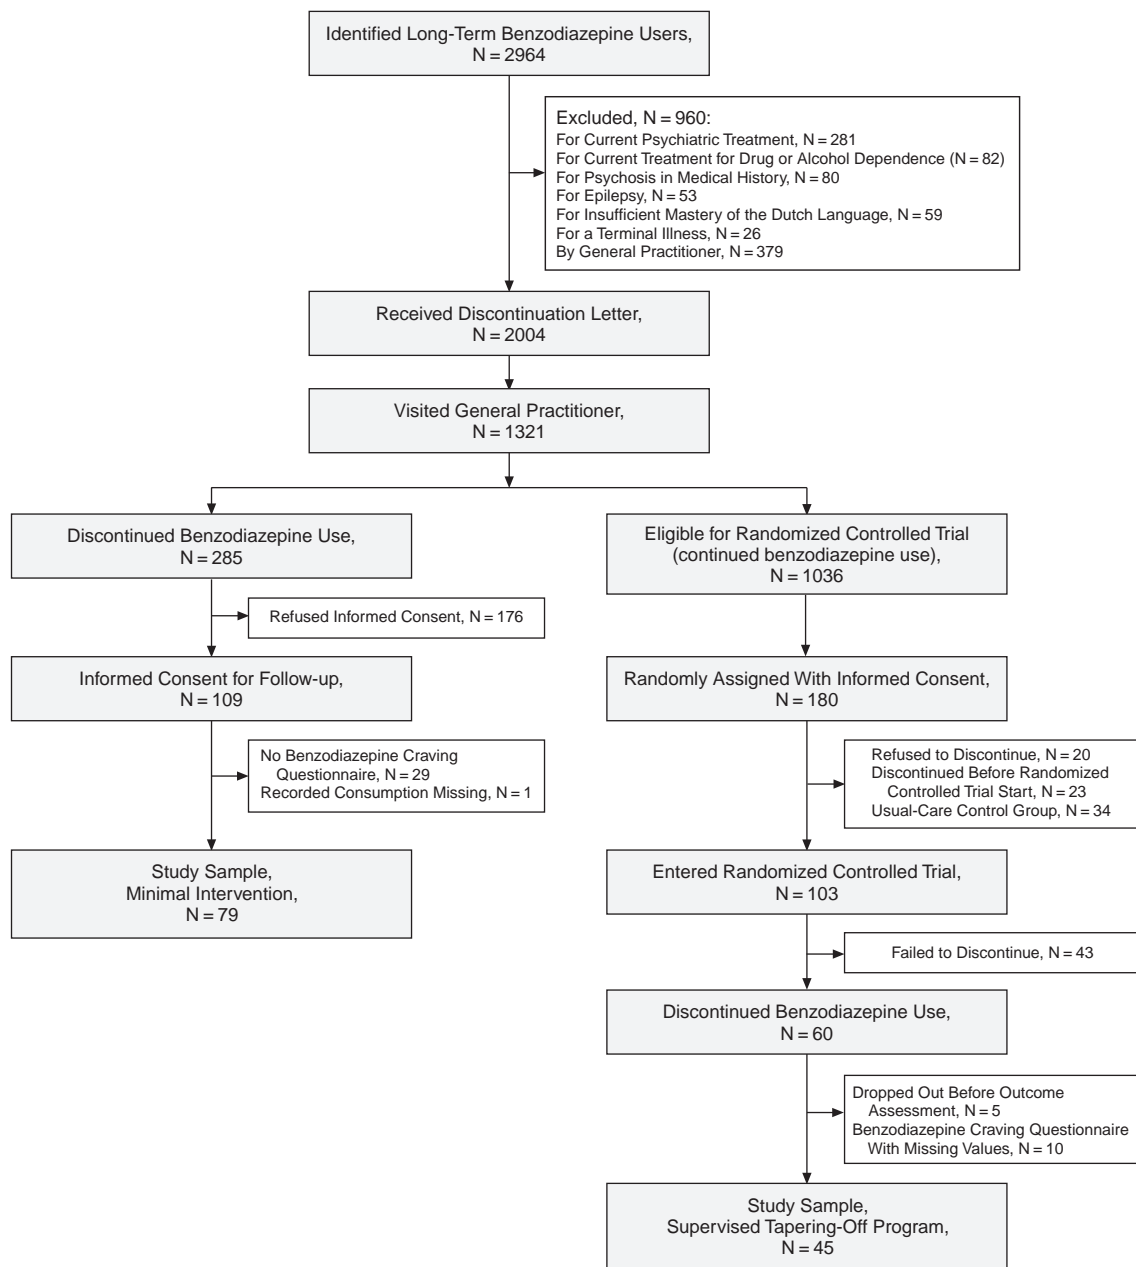 Identified Long-Term Benzodiazepine Users,
N = 2964
Excluded, N = 960:
For Current Psychiatric Treatment, N = 281
For Current Treatment for Drug or Alcohol Dependence (N = 82)
For Psychosis in Medical History, N = 80
For Epilepsy, N = 53
For Insufficient Mastery of the Dutch Language, N = 59
For a Terminal Illness, N = 26
By General Practitioner, N = 379
Received Discontinuation Letter,
N = 2004
Visited General Practitioner,
N = 1321
Discontinued Benzodiazepine Use,
N = 285
Refused Informed Consent, N = 176
Informed Consent for Follow-up,
N = 109
No Benzodiazepine Craving
Questionnaire, N = 29
Recorded Consumption Missing, N = 1
Study Sample,
Minimal Intervention,
N = 79
Eligible for Randomized Controlled Trial
(continued benzodiazepine use),
N = 1036
Randomly Assigned With Informed Consent,
N = 180
Refused to Discontinue, N = 20
Discontinued Before Randomized
Controlled Trial Start, N = 23
Usual-Care Control Group, N = 34
Entered Randomized Controlled Trial,
N = 103
Failed to Discontinue, N = 43
Discontinued Benzodiazepine Use,
N = 60
Dropped Out Before Outcome
Assessment, N = 5
Benzodiazepine Craving Questionnaire
With Missing Values, N = 10
Study Sample,
Supervised Tapering-Off Program,
N = 45